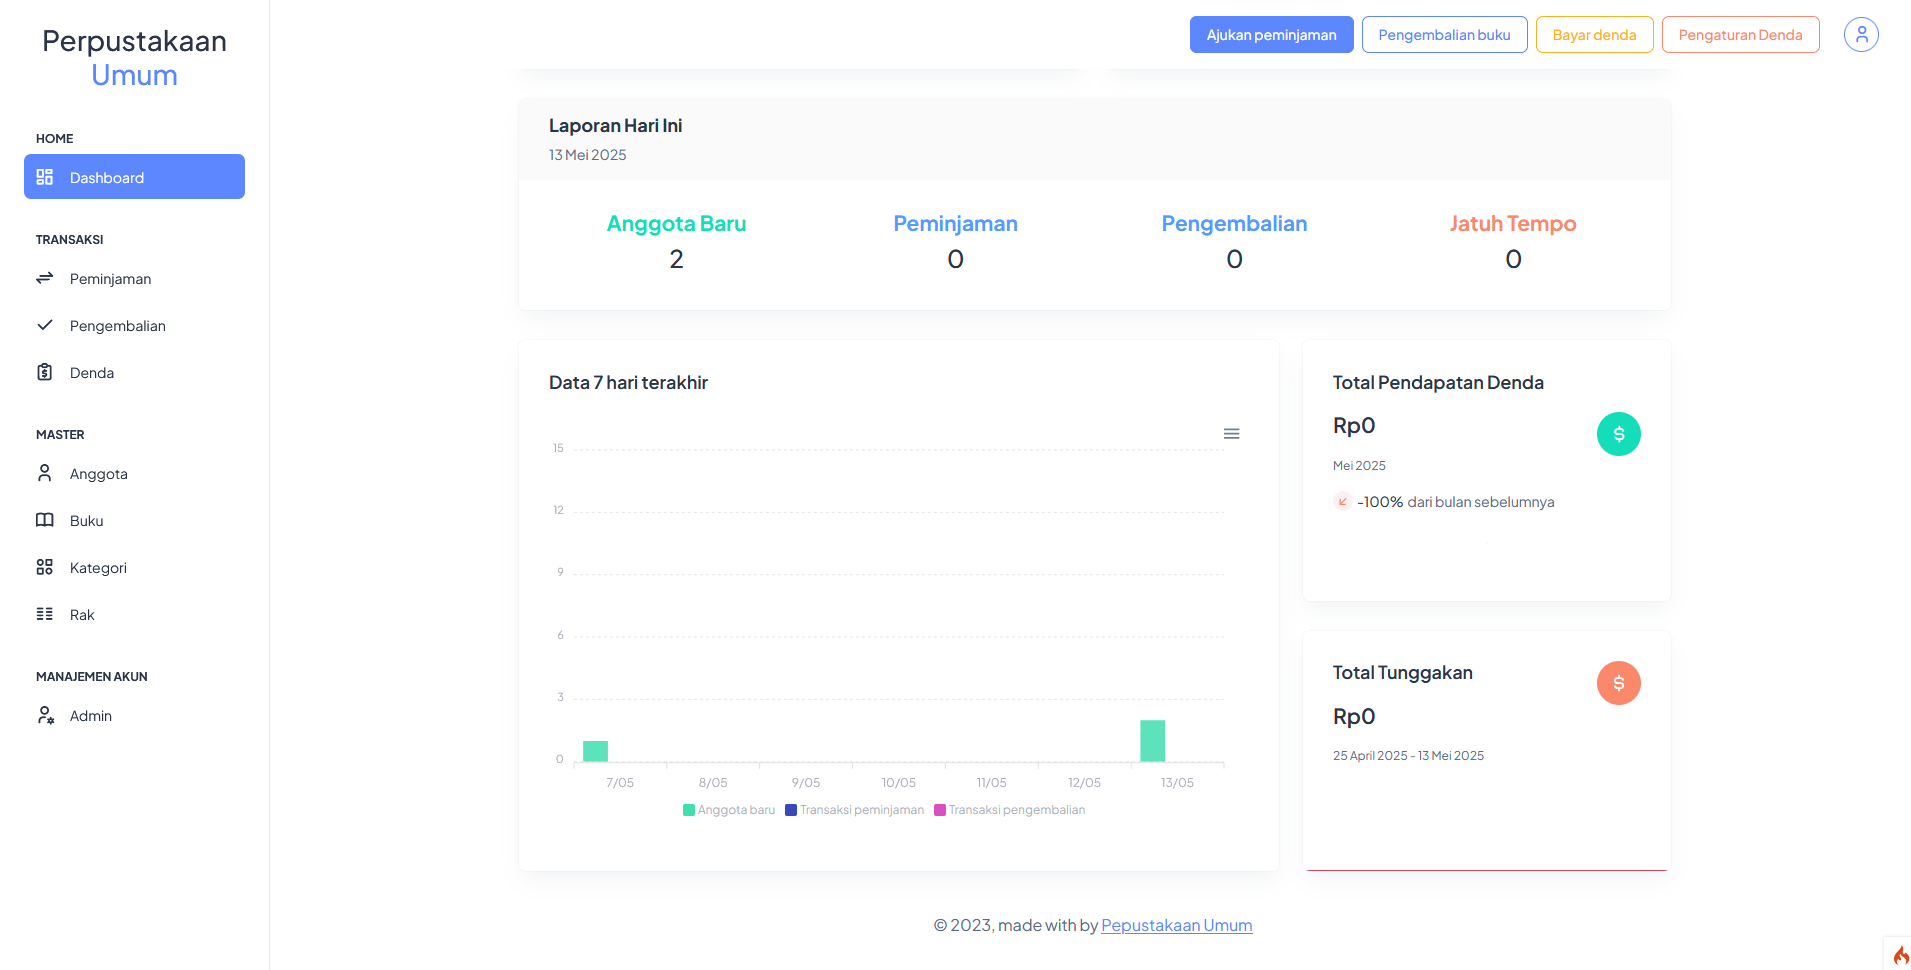 Perpustakaan
Umum
HOME
Dashboard
TRANSAKSI
Peminjaman
Pengembalian
Denda
MASTER
Anggota
Buku
Kategori
Rak
MANAJEMEN AKUN
Admin
Ajukan peminjaman
Pengembalian buku
Bayar denda
Pengaturan Denda
Laporan Hari Ini
13 Mei 2025
Anggota Baru
2
Peminjaman
0
Pengembalian
0
Jatuh Tempo
0
Data 7 hari terakhir
15
12
9
6
3
0
7/05 8/05 9/05 10/05 11/05 12/05 13/05
Anggota baru Transaksi peminjaman Transaksi pengembalian
Total Pendapatan Denda
Rp0
$
Mei 2025
-100% dari bulan sebelumnya
Total Tunggakan
$
Rp0
25 April 2025 - 13 Mei 2025
© 2023, made with by Pepustakaan Umum